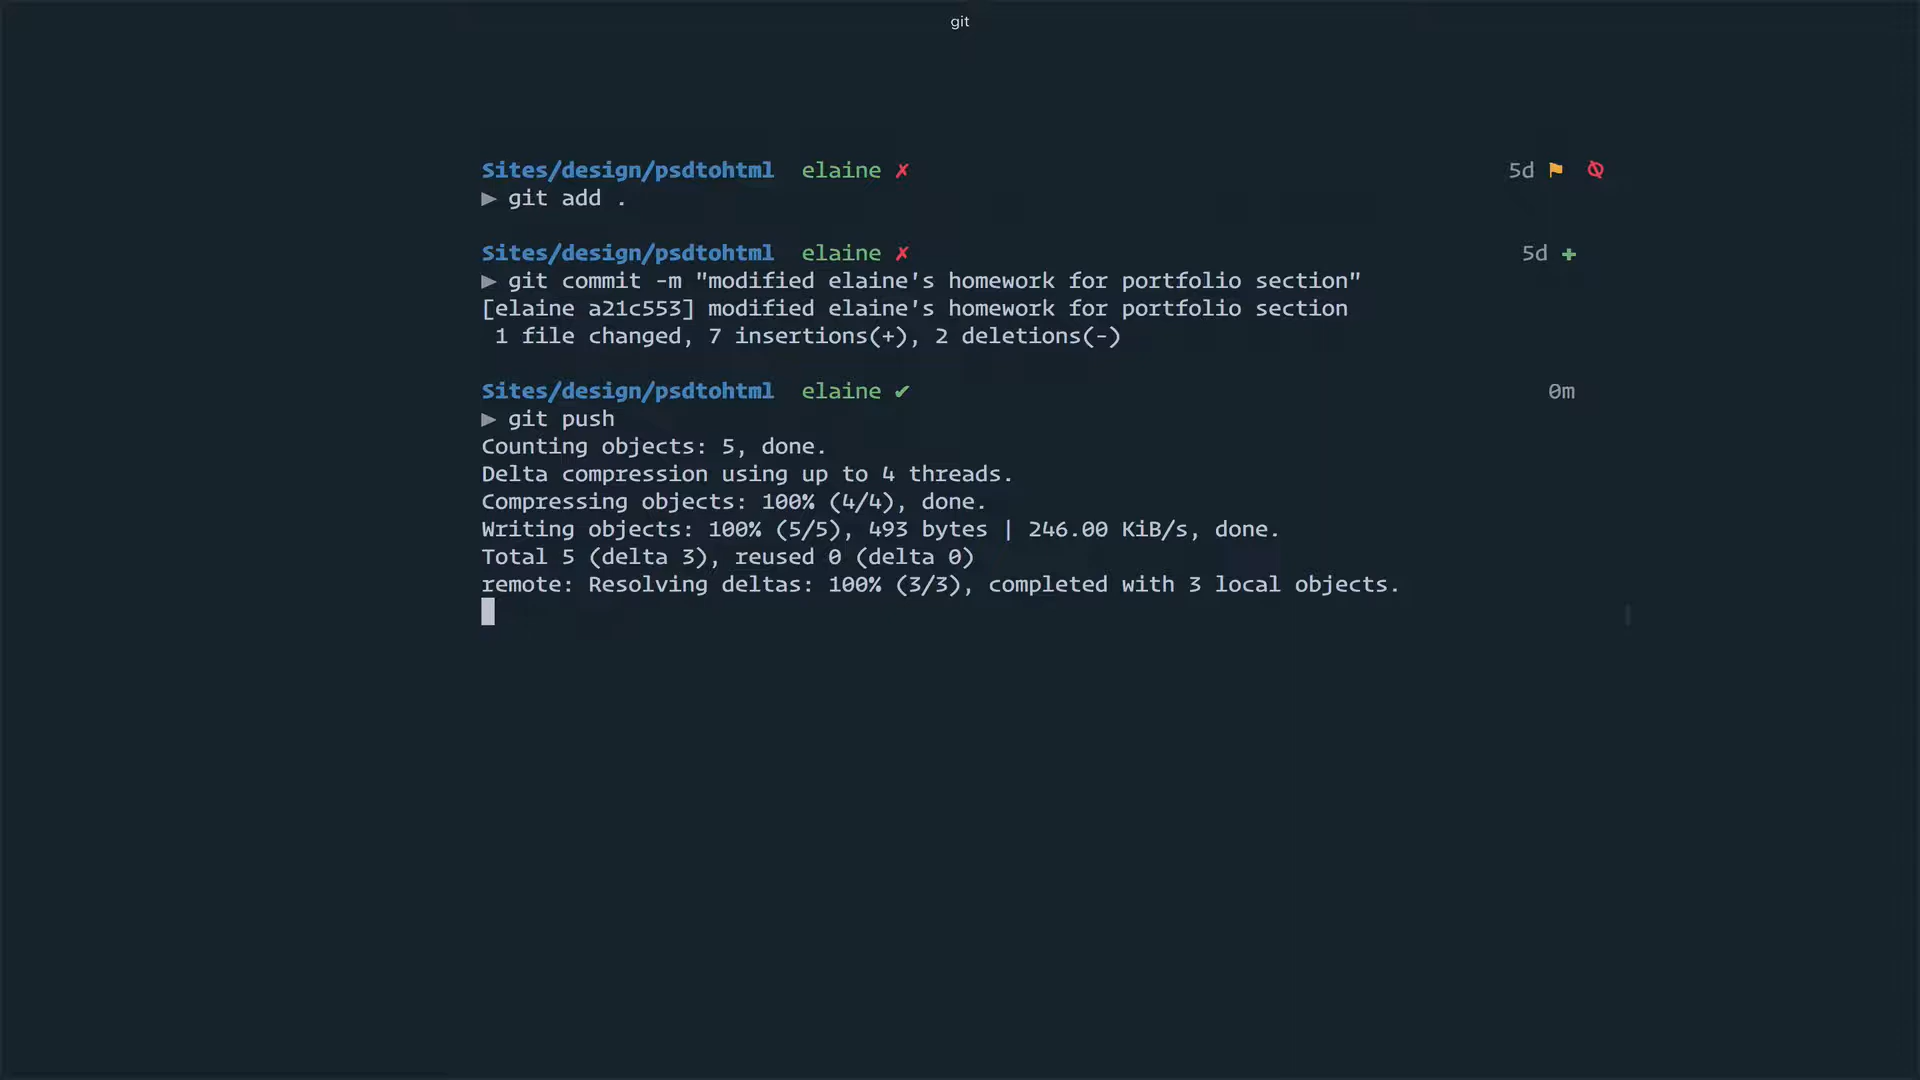 git
Sites/design/psdtohtml elaine ✗ 5d ⚑
▶ git add .
Sites/design/psdtohtml elaine ✗ 5d +
▶ git commit -m "modified elaine's homework for portfolio section"
[elaine a21c553] modified elaine's homework for portfolio section
1 file changed, 7 insertions(+), 2 deletions(-)
Sites/design/psdtohtml elaine ✔ 0m
▶ git push
Counting objects: 5, done.
Delta compression using up to 4 threads.
Compressing objects: 100% (4/4), done.
Writing objects: 100% (5/5), 493 bytes | 246.00 KiB/s, done.
Total 5 (delta 3), reused 0 (delta 0)
remote: Resolving deltas: 100% (3/3), completed with 3 local objects.